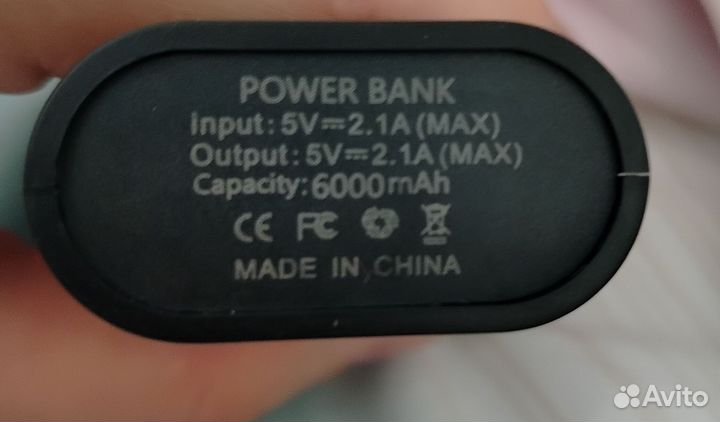 POWER BANK
Input: 5V⎓2.1A (MAX)
Output: 5V⎓2.1A (MAX)
Capacity: 6000mAh
CE FC
MADE IN CHINA
Avito